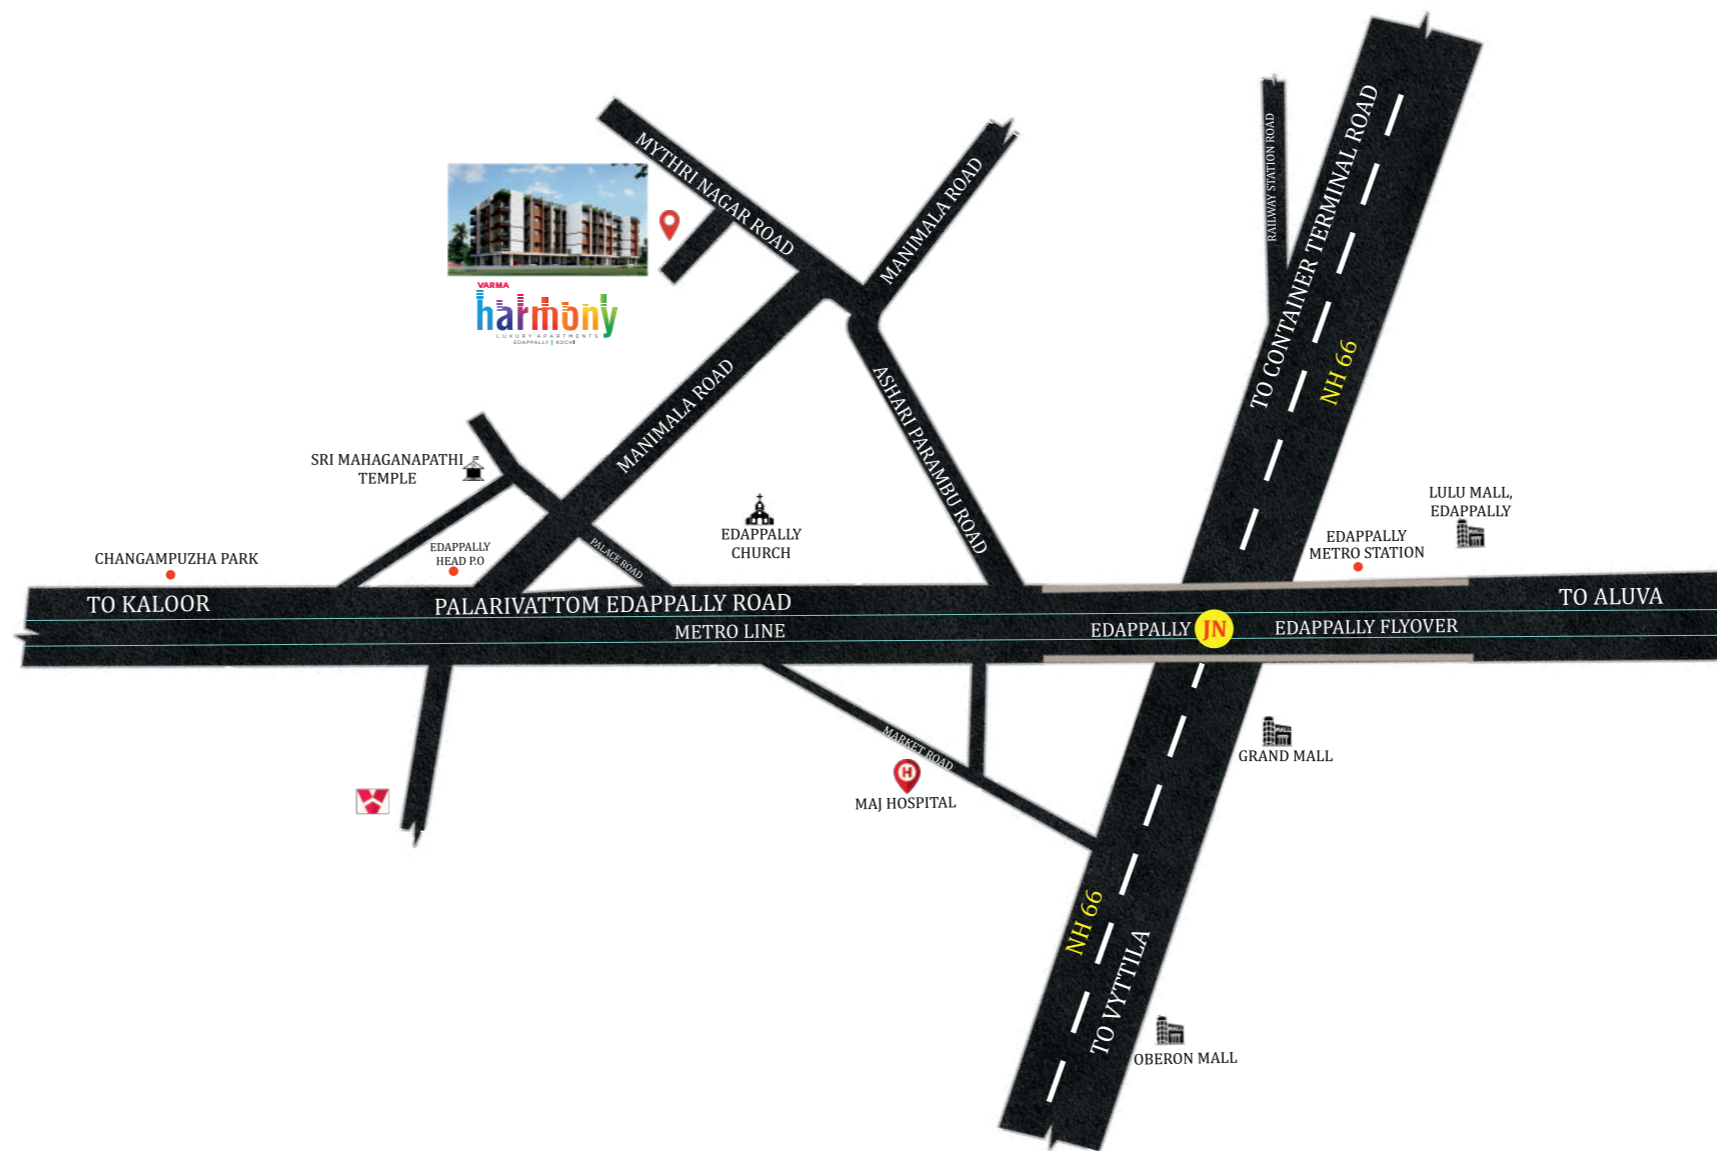 MYTHRI NAGAR ROAD
MANIMALA ROAD
RAILWAY STATION ROAD
TO CONTAINER TERMINAL ROAD
NH 66
VARMA
harmony
LUXURY APARTMENTS
EDAPPALLY | KOCHI
MANIMALA ROAD
ASHARI PARAMBU ROAD
SRI MAHAGANAPATHI
TEMPLE
EDAPPALLY
CHURCH
LULU MALL,
EDAPPALLY
EDAPPALLY
METRO STATION
CHANGAMPUZHA PARK
EDAPPALLY
HEAD P.O
PALACE ROAD
TO KALOOR
PALARIVATTOM EDAPPALLY ROAD
TO ALUVA
METRO LINE
EDAPPALLY
JN
EDAPPALLY FLYOVER
MARKET ROAD
H
MAJ HOSPITAL
GRAND MALL
NH 66
TO VYTTILA
OBERON MALL